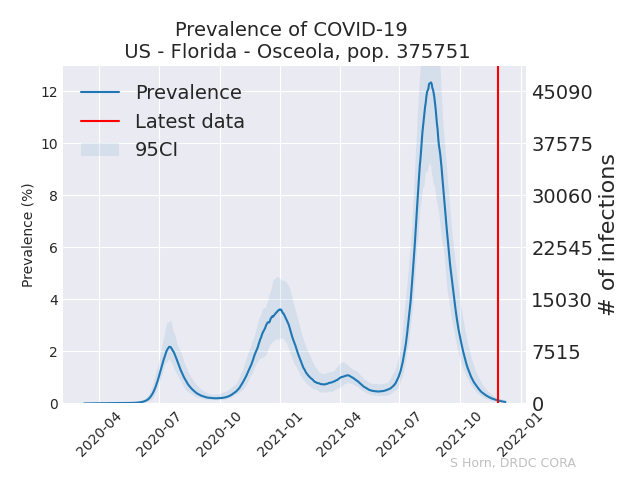 Prevalence of COVID-19
US - Florida - Osceola, pop. 375751
Prevalence
Latest data
95CI
Prevalence (%)
12
10
8
6
4
2
0
45090
37575
30060
22545
15030
7515
0
# of infections
2020-04
2020-07
2020-10
2021-01
2021-04
2021-07
2021-10
2022-01
S Horn, DRDC CORA